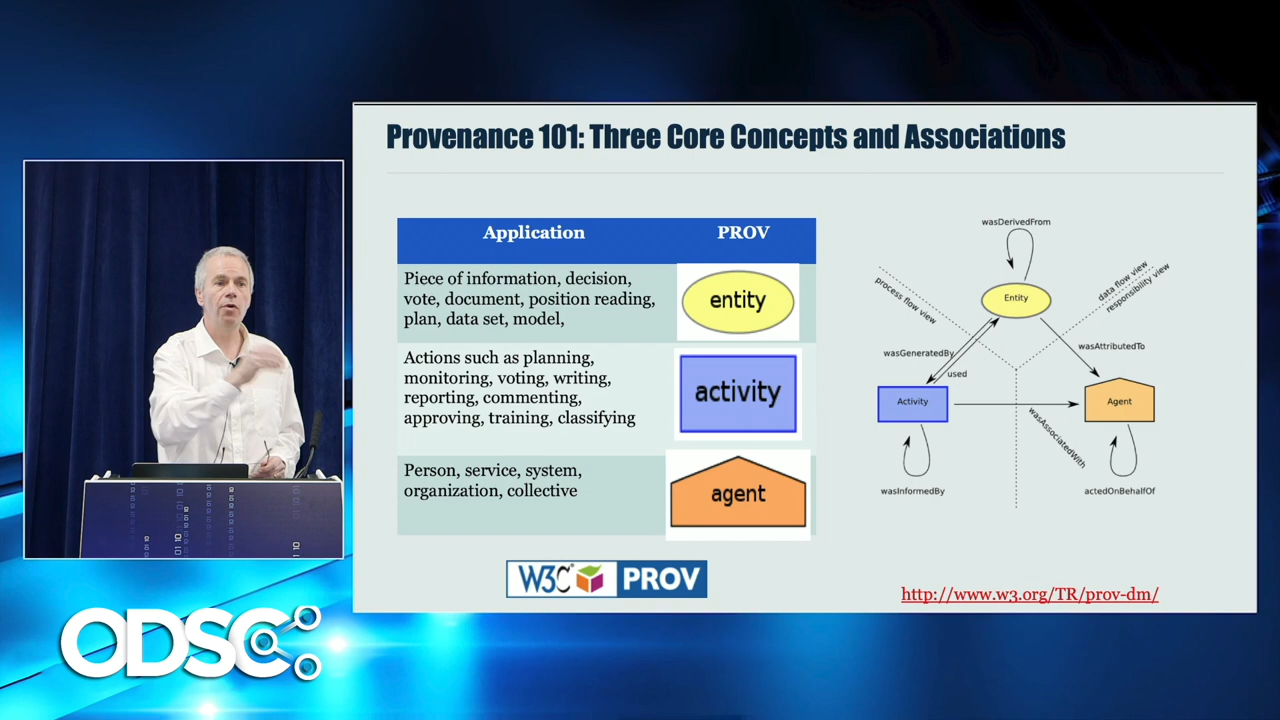 Provenance 101: Three Core Concepts and Associations
Application PROV
Piece of information, decision,
vote, document, position reading,
plan, data set, model,
entity
Actions such as planning,
monitoring, voting, writing,
reporting, commenting,
approving, training, classifying
activity
Person, service, system,
organization, collective
agent
W3C PROV
wasDerivedFrom
process flow view
data flow view
responsibility view
Entity
wasGeneratedBy
used
wasAttributedTo
Activity
Agent
wasAssociatedWith
wasInformedBy
actedOnBehalfOf
http://www.w3.org/TR/prov-dm/
ODSC